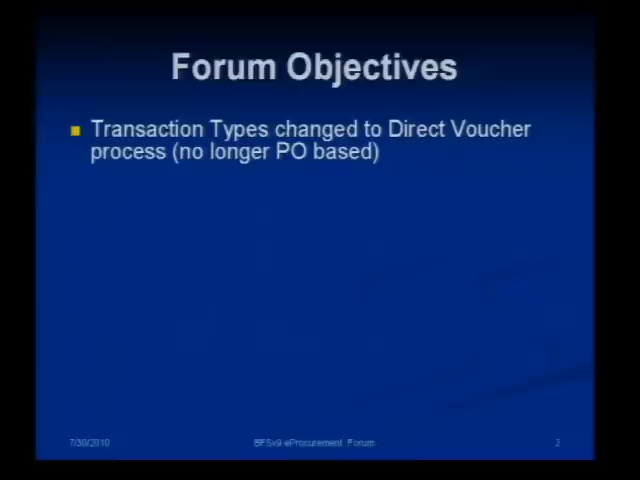 Forum Objectives
Transaction Types changed to Direct Voucher
process (no longer PO based)
7/30/2010 BFSv9 eProcurement Forum 2